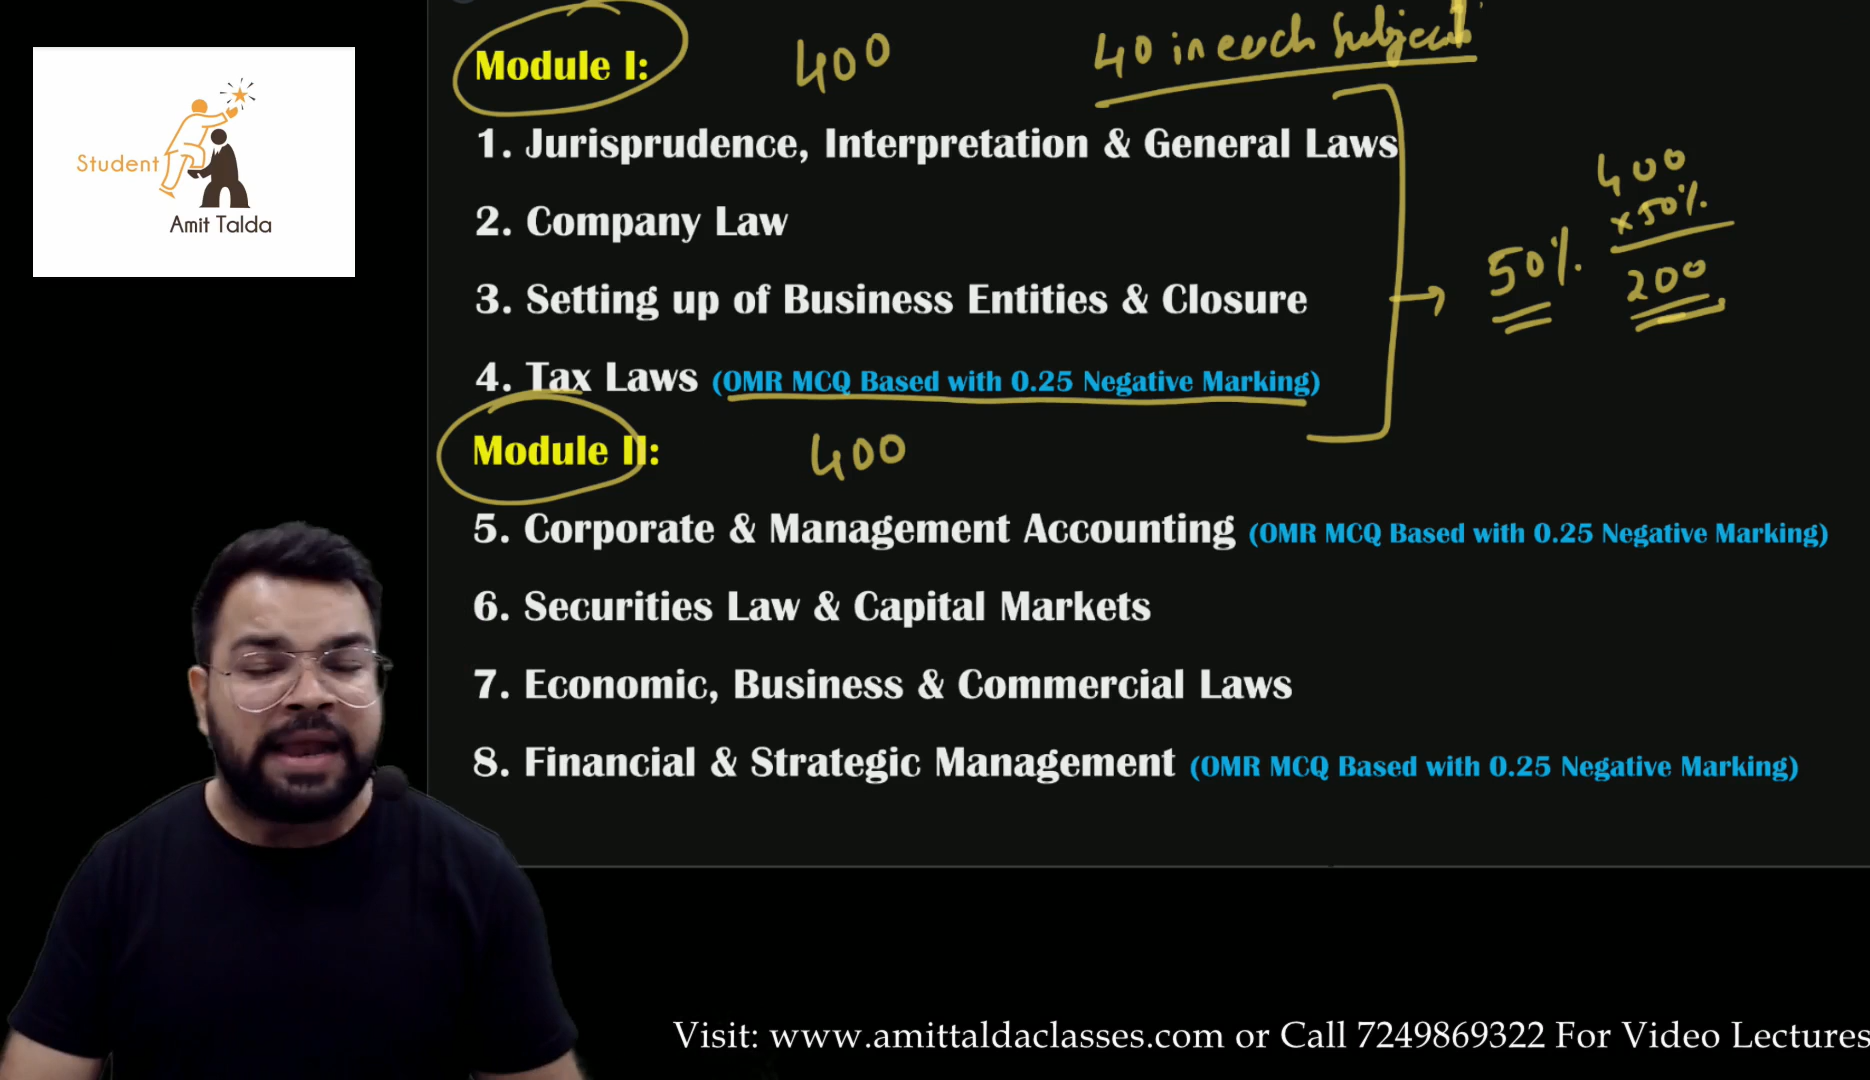 Student
Amit Talda
Module I: 400 40 in each Subject
1. Jurisprudence, Interpretation & General Laws
2. Company Law
3. Setting up of Business Entities & Closure
4. Tax Laws (OMR MCQ Based with 0.25 Negative Marking)
50%
400
x 50%
200
Module II: 400
5. Corporate & Management Accounting (OMR MCQ Based with 0.25 Negative Marking)
6. Securities Law & Capital Markets
7. Economic, Business & Commercial Laws
8. Financial & Strategic Management (OMR MCQ Based with 0.25 Negative Marking)
Visit: www.amittaldaclasses.com or Call 7249869322 For Video Lectures